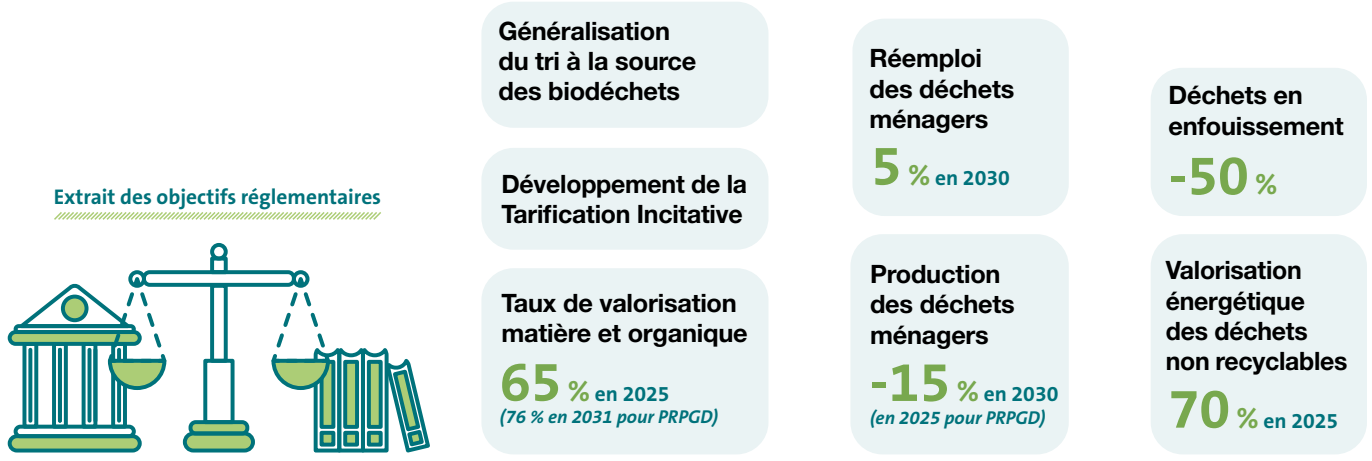 Extrait des objectifs réglementaires
Généralisation
du tri à la source
des biodéchets
Développement de la
Tarification Incitative
Taux de valorisation
matière et organique
65 % en 2025
(76 % en 2031 pour PRPGD)
Réemploi
des déchets
ménagers
5 % en 2030
Production
des déchets
ménagers
-15 % en 2030
(en 2025 pour PRPGD)
Déchets en
enfouissement
-50 %
Valorisation
énergétique
des déchets
non recyclables
70 % en 2025